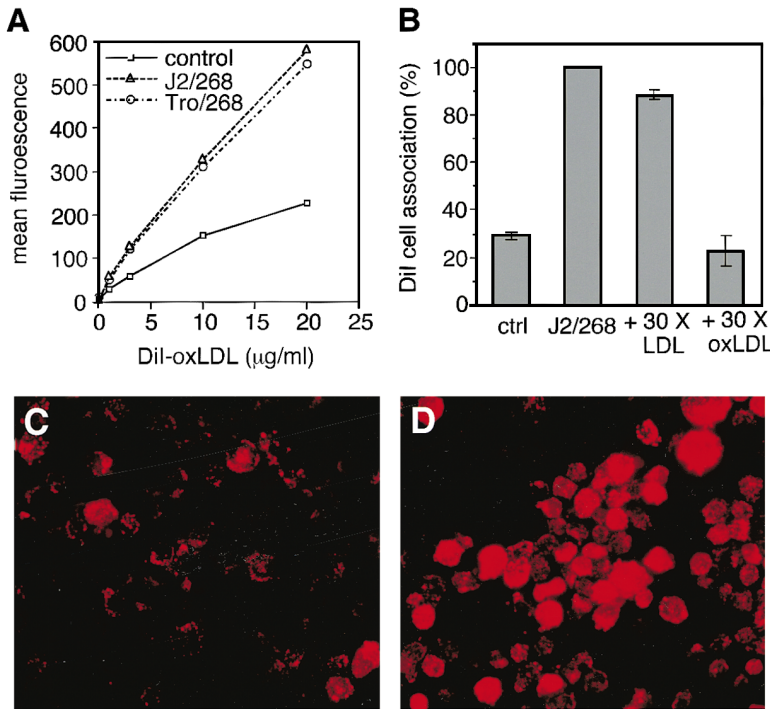 A
600
500
400
300
200
100
0
mean fluroescence
control
J2/268
Tro/268
0 5 10 15 20 25
Dil-oxLDL (µg/ml)
B
100
80
60
40
20
0
Dil cell association (%)
ctrl J2/268 + 30 X + 30 X
LDL oxLDL
C
D